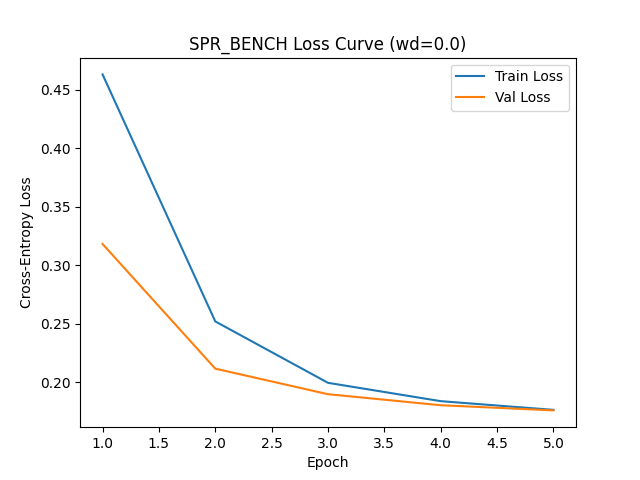 SPR_BENCH Loss Curve (wd=0.0)
Train Loss
Val Loss
Cross-Entropy Loss
0.45
0.40
0.35
0.30
0.25
0.20
1.0 1.5 2.0 2.5 3.0 3.5 4.0 4.5 5.0
Epoch